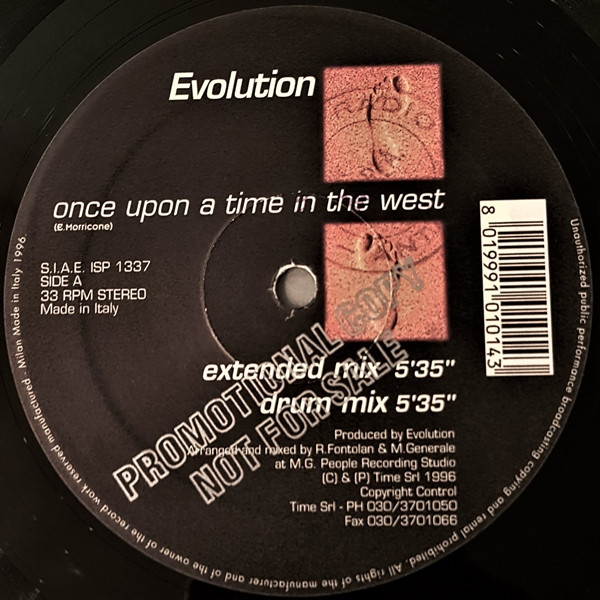 Evolution
RADIO
once upon a time in the west
(E.Morricone)
S.I.A.E. ISP 1337
SIDE A
33 RPM STEREO
Made in Italy
8 019991 010143
extended mix 5'35"
drum mix 5'35"
PROMOTIONAL COPY
NOT FOR SALE
Produced by Evolution
Arranged and mixed by R.Fontolan & M.Generale
at M.G. People Recording Studio
(C) & (P) Time Srl 1996
Copyright Control
Time Srl - PH 030/3701050
Fax 030/3701066
Unauthorized public performance broadcasting copying and rental prohibited. All rights of the manufacturer and of the owner of the record work reserved manufactured - Milan Made in Italy 1996.